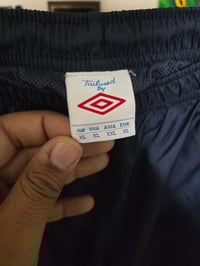 Tailored
by
GB USA ASIA EUR
XL XL XXL XL